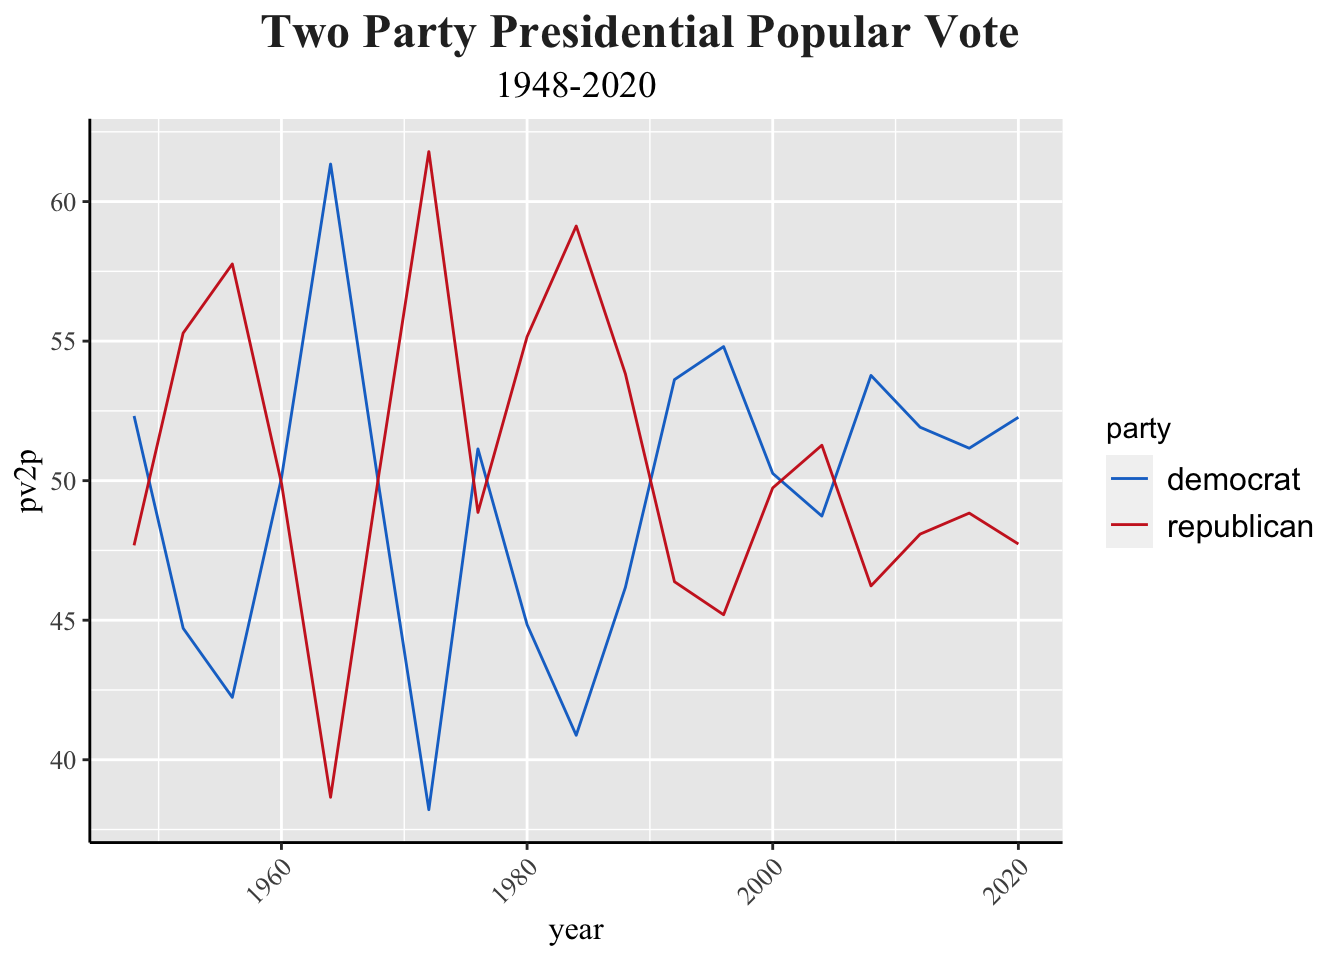 Two Party Presidential Popular Vote
1948-2020
60
55
50
45
40
pv2p
1960
1980
2000
2020
year
party
democrat
republican